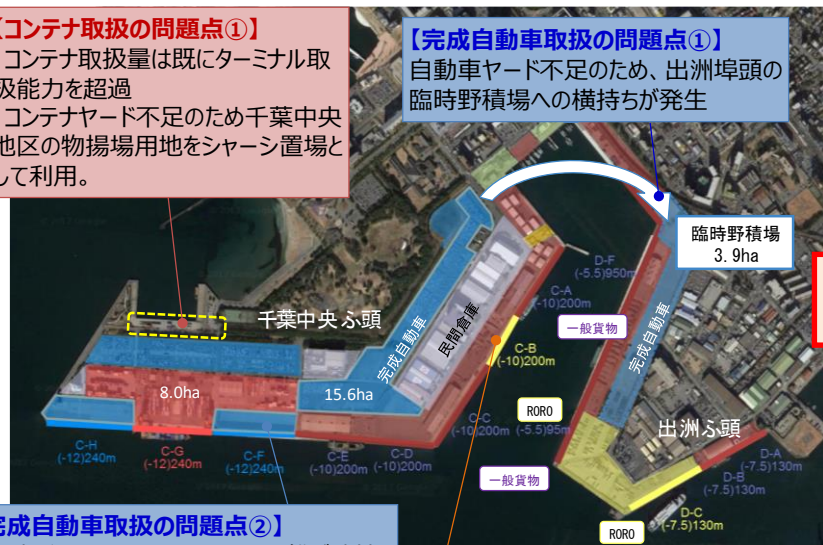 【コンテナ取扱の問題点①】
コンテナ取扱量は既にターミナル取
扱能力を超過
コンテナヤード不足のため千葉中央
地区の物揚場用地をシャーシ置場と
して利用。
【完成自動車取扱の問題点①】
自動車ヤード不足のため、出洲埠頭の
臨時野積場への横持ちが発生
臨時野積場
3.9ha
D-F
(-5.5)950m
C-A
(-10)200m
一般貨物
千葉中央ふ頭
完成自動車
民間倉庫
C-B
(-10)200m
完成自動車
8.0ha
15.6ha
C-C
(-10)200m
RORO
(-5.5)95m
出洲ふ頭
C-H
(-12)240m
C-G
(-12)240m
C-F
(-12)240m
C-E
(-10)200m
C-D
(-10)200m
一般貨物
D-A
(-7.5)130m
D-B
(-7.5)130m
D-C
(-7.5)130m
RORO
完成自動車取扱の問題点②】